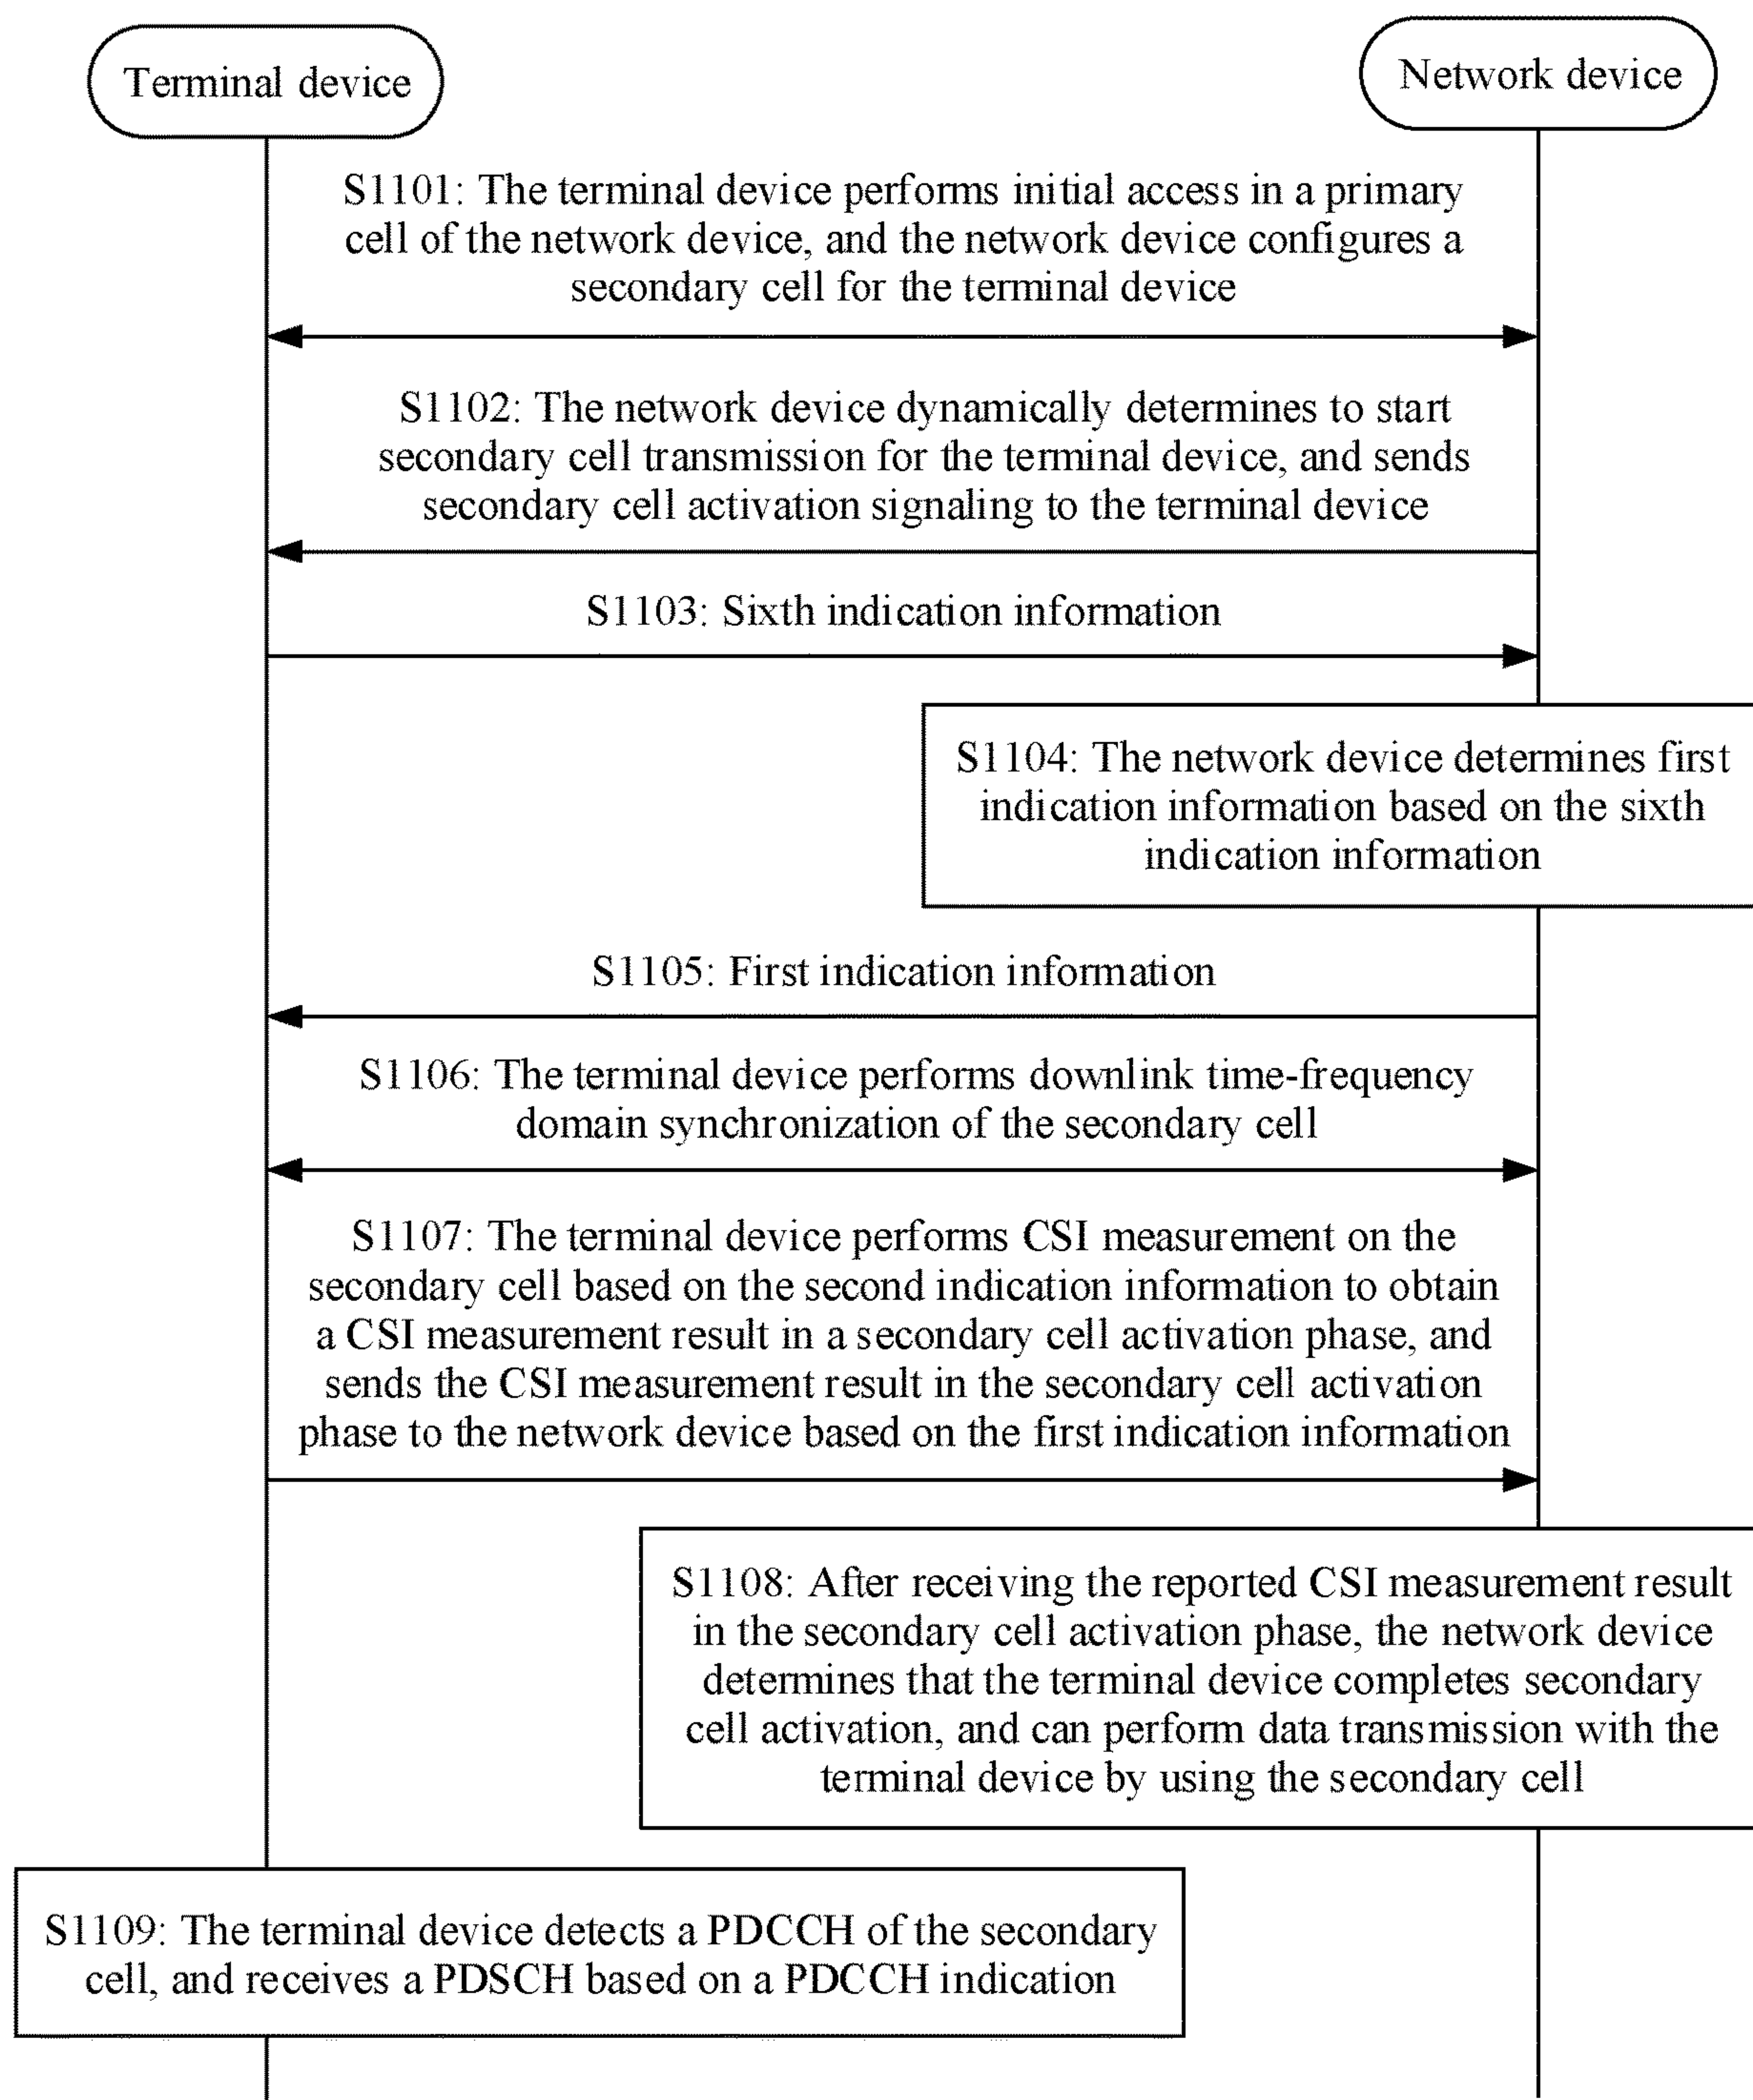 Terminal device
Network device
S1101: The terminal device performs initial access in a primary
cell of the network device, and the network device configures a
secondary cell for the terminal device
S1102: The network device dynamically determines to start
secondary cell transmission for the terminal device, and sends
secondary cell activation signaling to the terminal device
S1103: Sixth indication information
S1104: The network device determines first
indication information based on the sixth
indication information
S1105: First indication information
S1106: The terminal device performs downlink time-frequency
domain synchronization of the secondary cell
S1107: The terminal device performs CSI measurement on the
secondary cell based on the second indication information to obtain
a CSI measurement result in a secondary cell activation phase, and
sends the CSI measurement result in the secondary cell activation
phase to the network device based on the first indication information
S1108: After receiving the reported CSI measurement result
in the secondary cell activation phase, the network device
determines that the terminal device completes secondary
cell activation, and can perform data transmission with the
terminal device by using the secondary cell
S1109: The terminal device detects a PDCCH of the secondary
cell, and receives a PDSCH based on a PDCCH indication